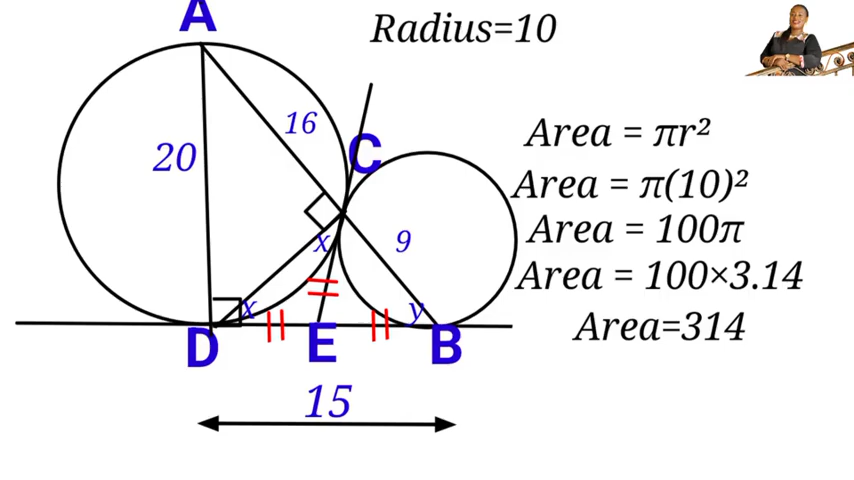 A
Radius=10
16
20
C
Area = πr²
Area = π(10)²
Area = 100π
Area = 100×3.14
Area=314
x
9
x
y
D
E
B
15